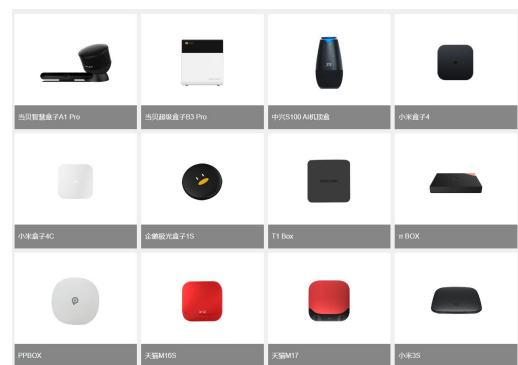 当贝智慧盒子A1 Pro
当贝超级盒子B3 Pro
中兴S100 AI机顶盒
小米盒子4
小米盒子4C
企鹅极光盒子1S
T1 Box
π BOX
PPBOX
天猫M16S
天猫M17
小米3S